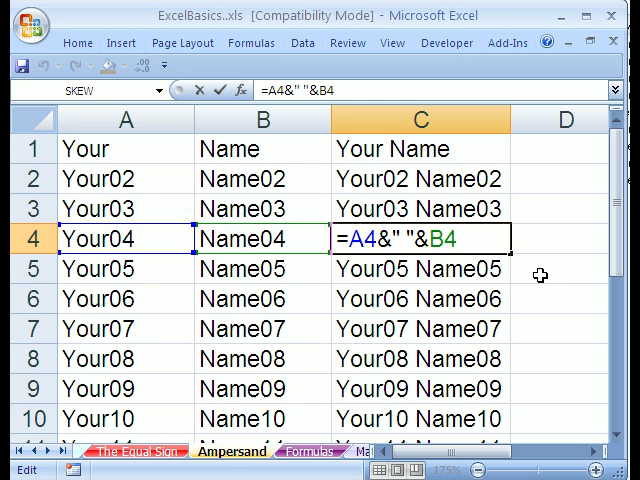 ExcelBasics..xls [Compatibility Mode] - Microsoft Excel
Home Insert Page Layout Formulas Data Review View Developer Add-Ins
SKEW =A4&" "&B4
A B C D
1 Your Name Your Name
2 Your02 Name02 Your02 Name02
3 Your03 Name03 Your03 Name03
4 Your04 Name04 =A4&" "&B4
5 Your05 Name05 Your05 Name05
6 Your06 Name06 Your06 Name06
7 Your07 Name07 Your07 Name07
8 Your08 Name08 Your08 Name08
9 Your09 Name09 Your09 Name09
10 Your10 Name10 Your10 Name10
The Equal Sign Ampersand Formulas Ma
Edit 175%